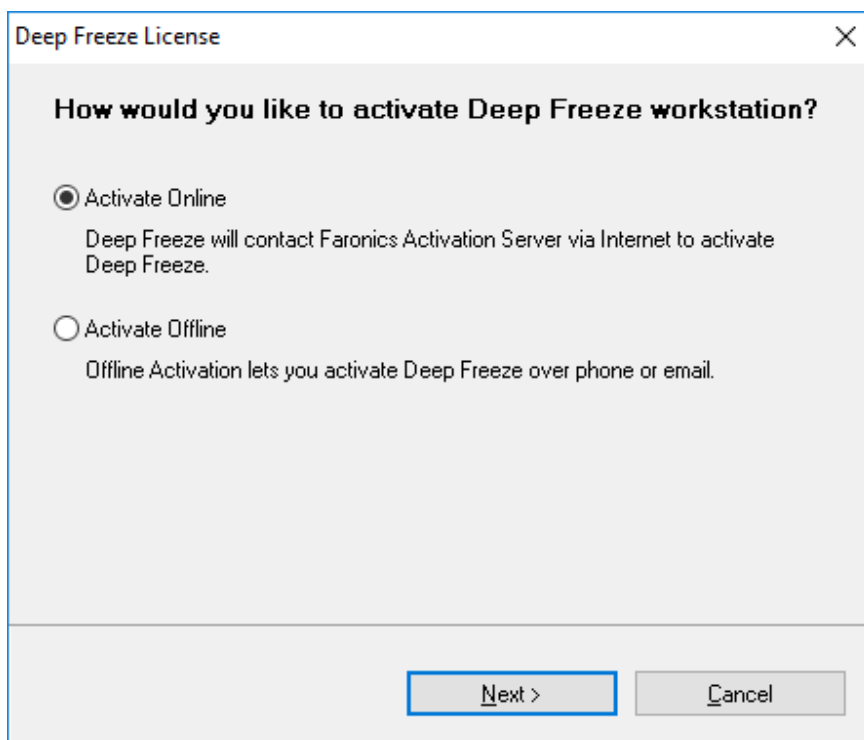 Deep Freeze License
How would you like to activate Deep Freeze workstation?
Activate Online
Deep Freeze will contact Faronics Activation Server via Internet to activate
Deep Freeze.
Activate Offline
Offline Activation lets you activate Deep Freeze over phone or email.
Next >
Cancel